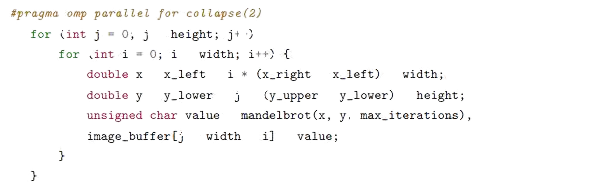 #pragma omp parallel for collapse(2)
for (int j = 0; j   height; j+ )
for (int i = 0; i   width; i++) {
double x   x_left   i * (x_right   x_left)   width;
double y   y_lower   j   (y_upper   y_lower)   height;
unsigned char value   mandelbrot(x, y, max_iterations),
image_buffer[j   width   i]   value;
}
}